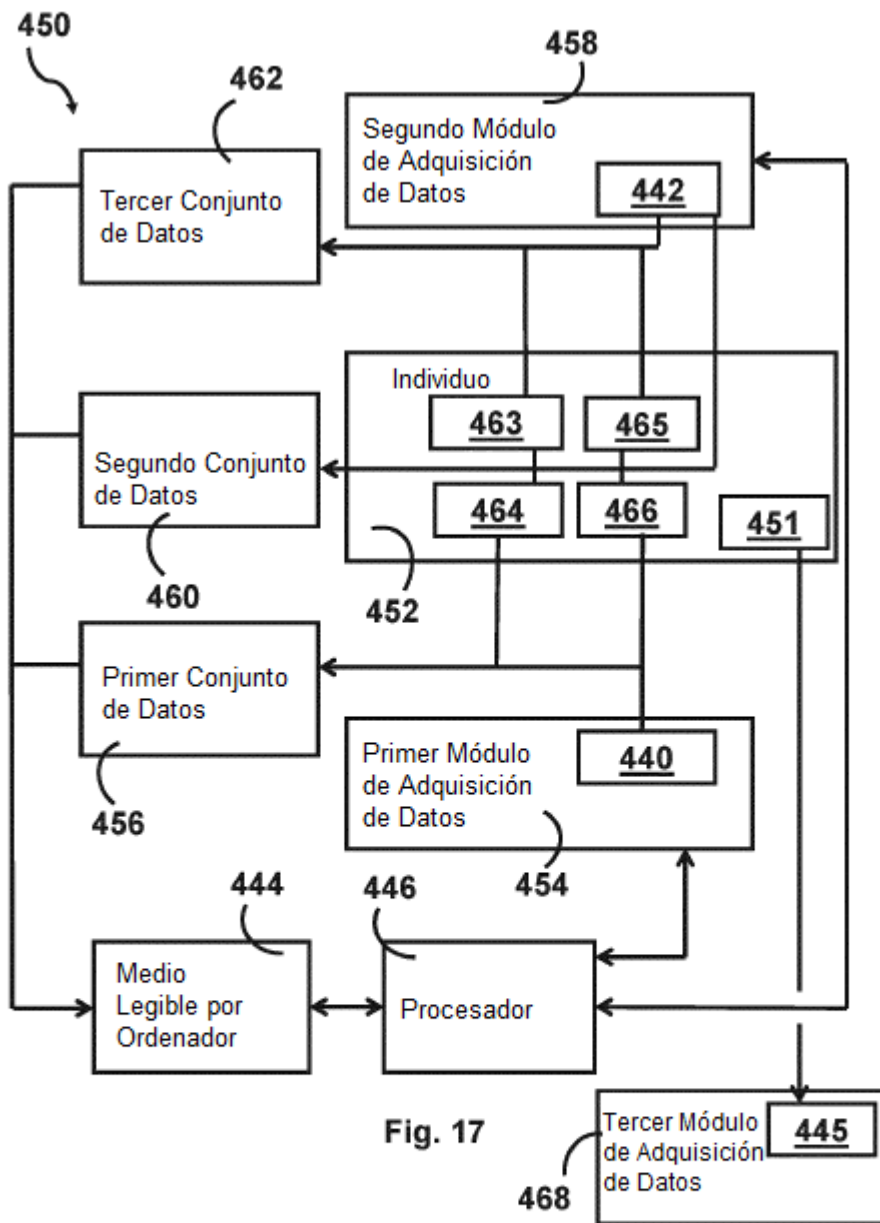 450
458
462
Segundo Módulo
de Adquisición
de Datos
442
Tercer Conjunto
de Datos
Individuo
463
465
Segundo Conjunto
de Datos
464
466
451
460
452
Primer Conjunto
de Datos
Primer Módulo
de Adquisición
de Datos
440
456
454
444
446
Medio
Legible por
Ordenador
Procesador
Fig. 17
Tercer Módulo
de Adquisición
de Datos
445
468